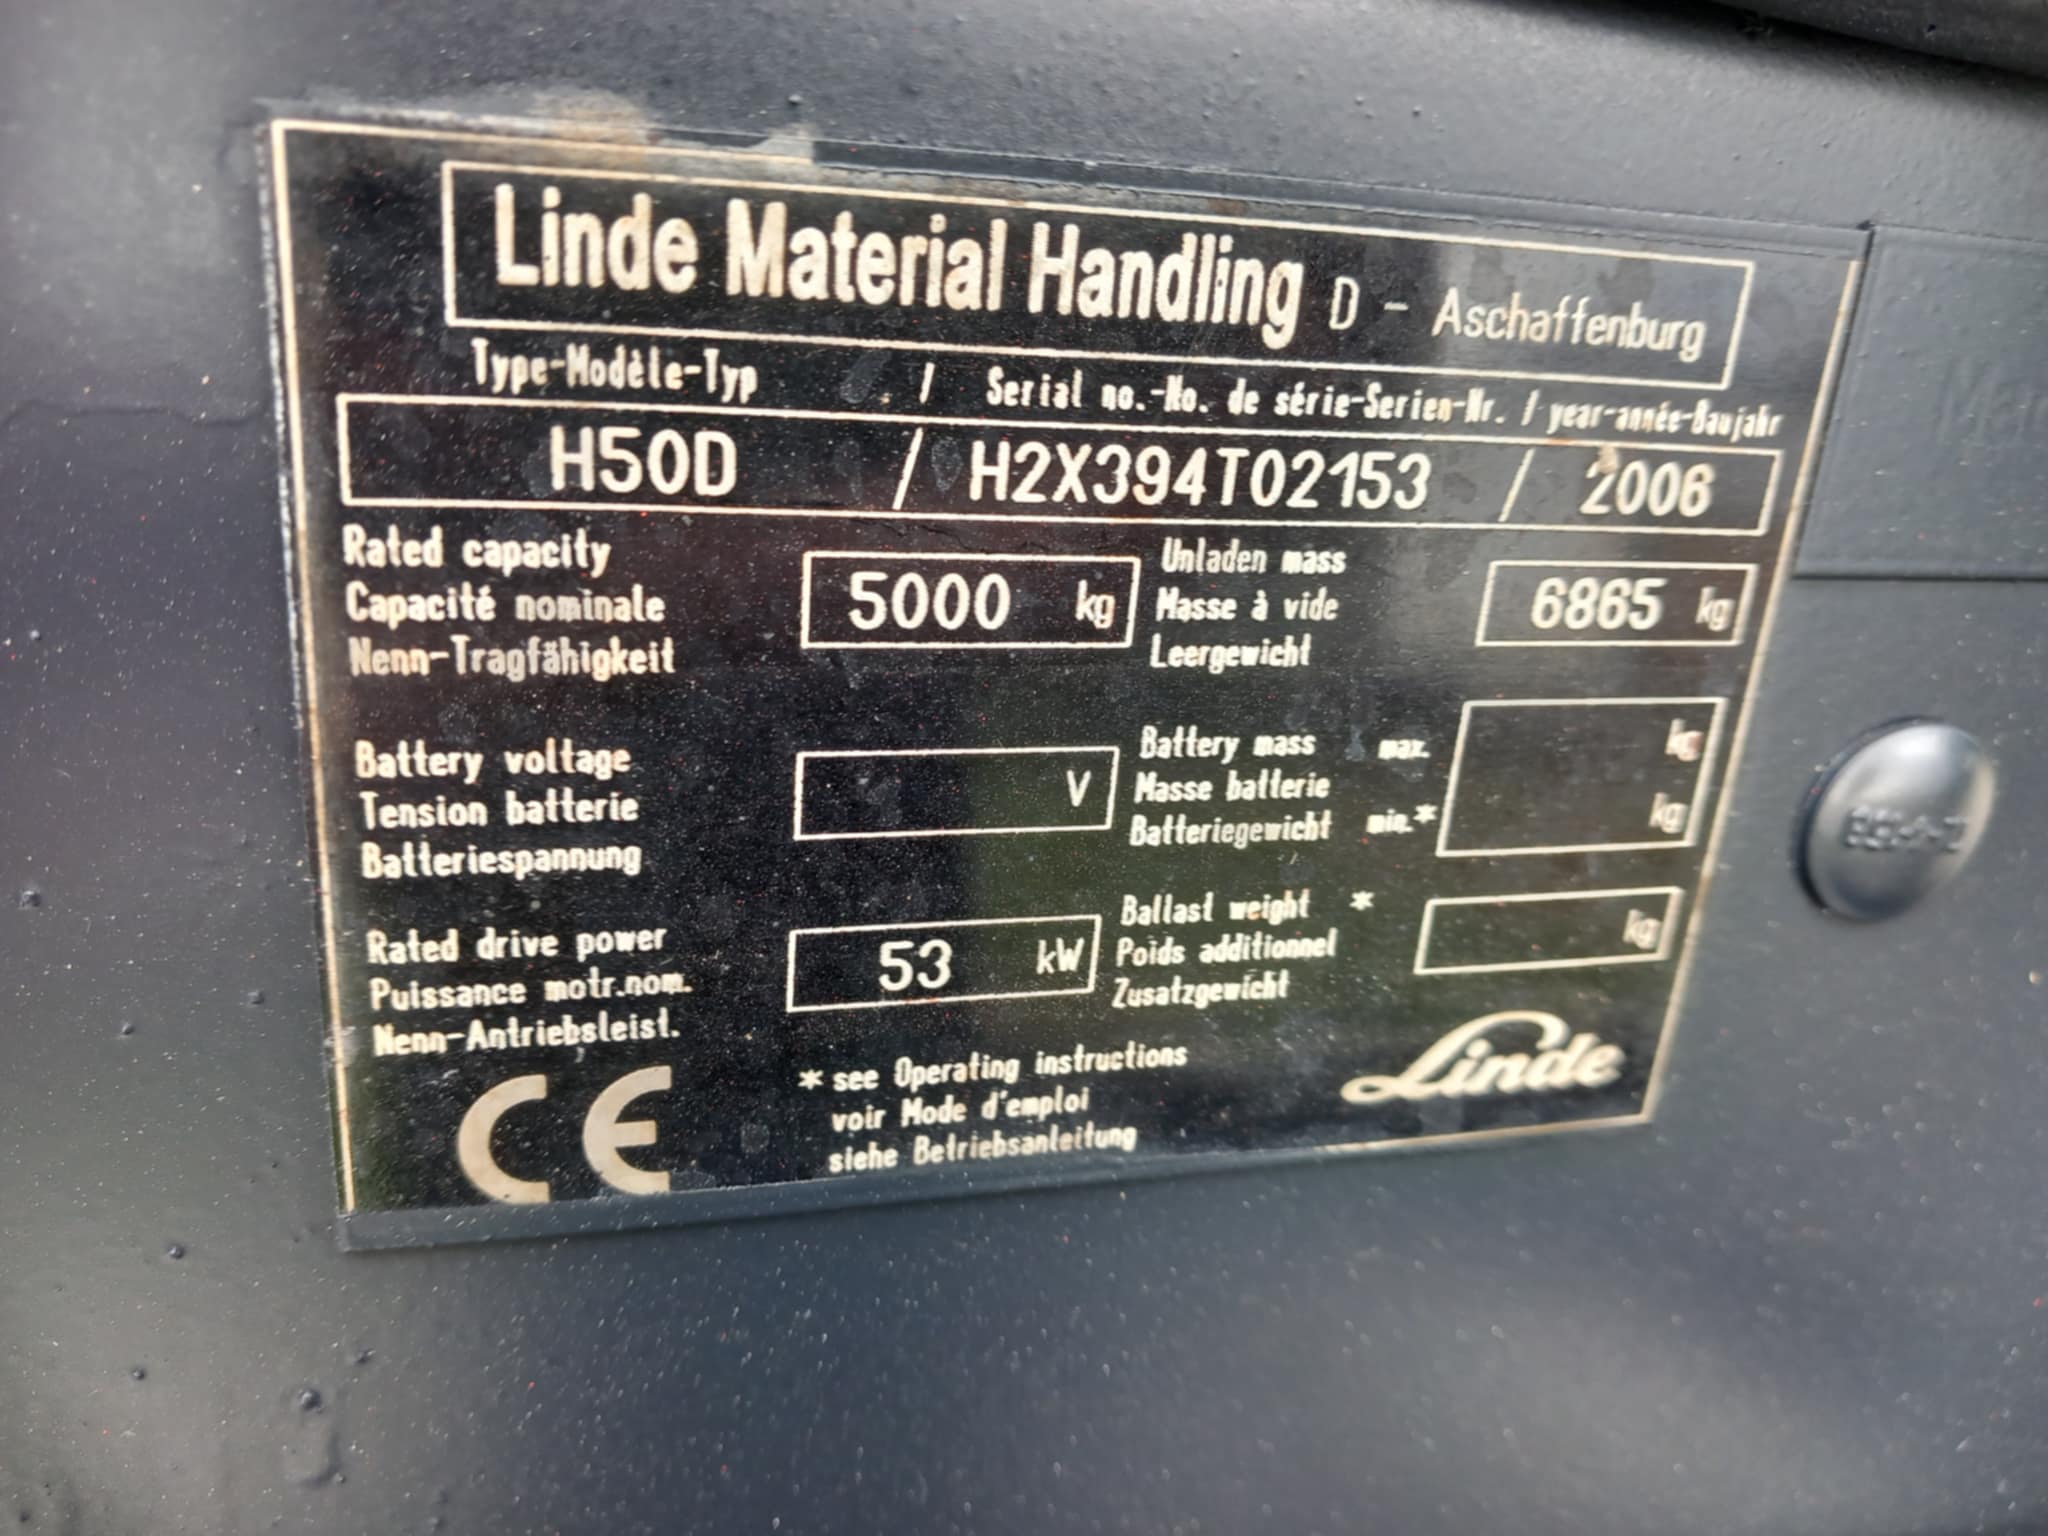 Linde Material Handling D - Aschaffenburg
Type-Modèle-Typ / Serial no.-No. de série-Serien-Nr. / year-année-Baujahr
H50D / H2X394T02153 / 2006
Rated capacity
Capacité nominale
Nenn-Tragfähigkeit
5000 kg
Unladen mass
Masse à vide
Leergewicht
6865 kg
Battery voltage
Tension batterie
Batteriespannung
V
Battery mass max.
Masse batterie
Batteriegewicht min.*
kg
kg
Rated drive power
Puissance motr.nom.
Nenn-Antriebsleist.
53 kW
Ballast weight *
Poids additionnel
Zusatzgewicht
kg
CE
* see Operating instructions
voir Mode d'emploi
siehe Betriebsanleitung
Linde